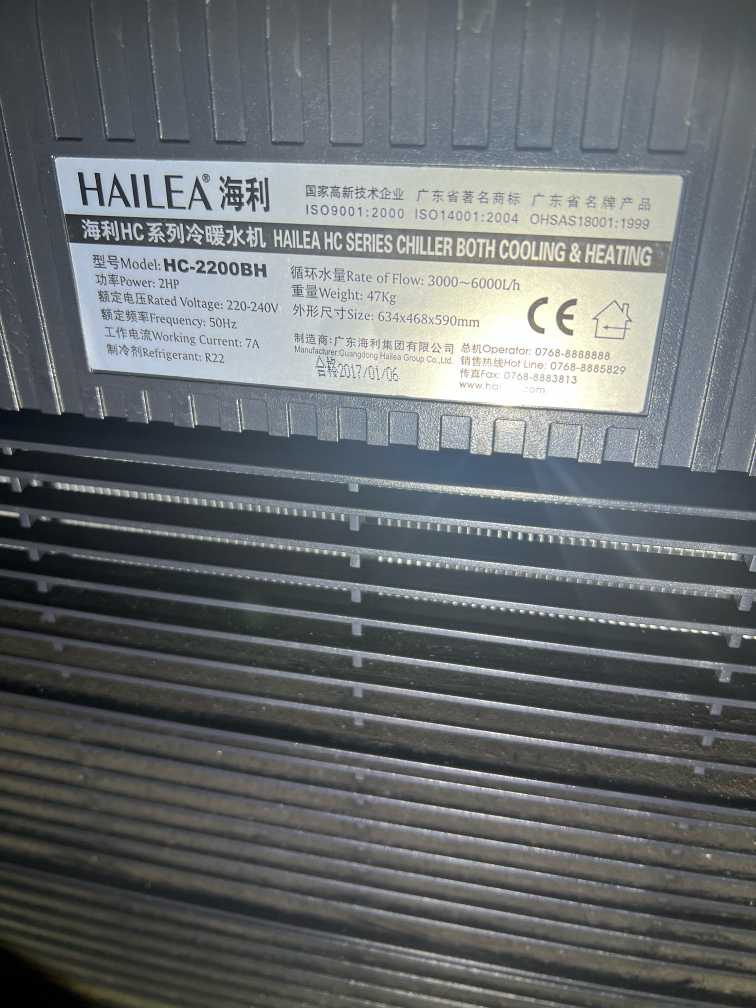 HAILEA® 海利
国家高新技术企业 广东省著名商标 广东省名牌产品
ISO9001:2000 ISO14001:2004 OHSAS18001:1999
海利HC系列冷暖水机 HAILEA HC SERIES CHILLER BOTH COOLING & HEATING
型号Model: HC-2200BH
功率Power: 2HP
额定电压Rated Voltage: 220-240V
额定频率Frequency: 50Hz
工作电流Working Current: 7A
制冷剂Refrigerant: R22
循环水量Rate of Flow: 3000~6000L/h
重量Weight: 47Kg
外形尺寸Size: 634x468x590mm
CE
制造商:广东海利集团有限公司
Manufacturer:Guangdong Hailea Group Co.,Ltd.
合格2017/01/06
总机Operator: 0768-8888888
销售热线Hot Line: 0768-8885829
传真Fax: 0768-8883813